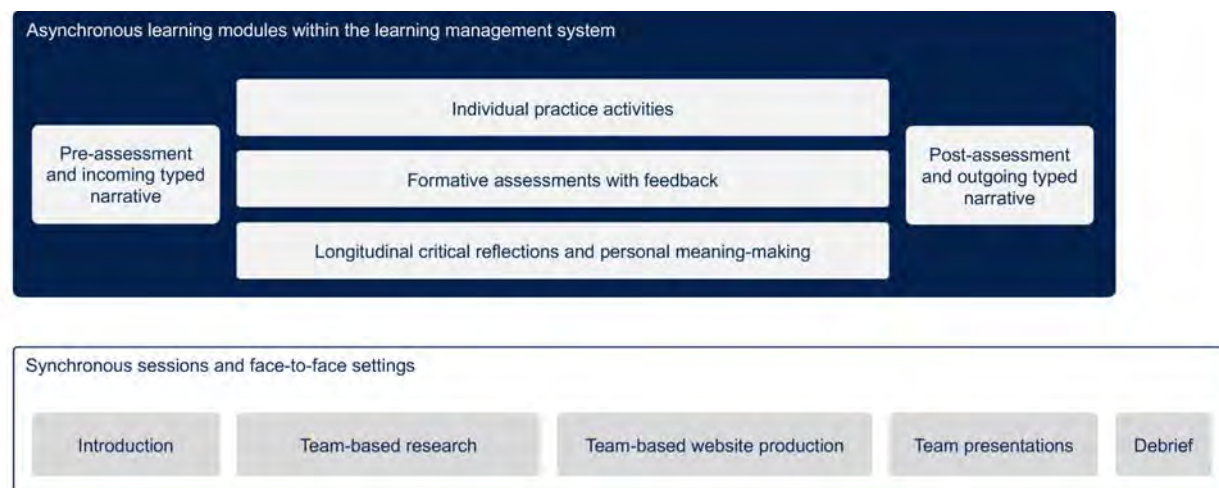 Asynchronous learning modules within the learning management system
Individual practice activities
Pre-assessment
and incoming typed
narrative
Formative assessments with feedback
Post-assessment
and outgoing typed
narrative
Longitudinal critical reflections and personal meaning-making
Synchronous sessions and face-to-face settings
Introduction
Team-based research
Team-based website production
Team presentations
Debrief